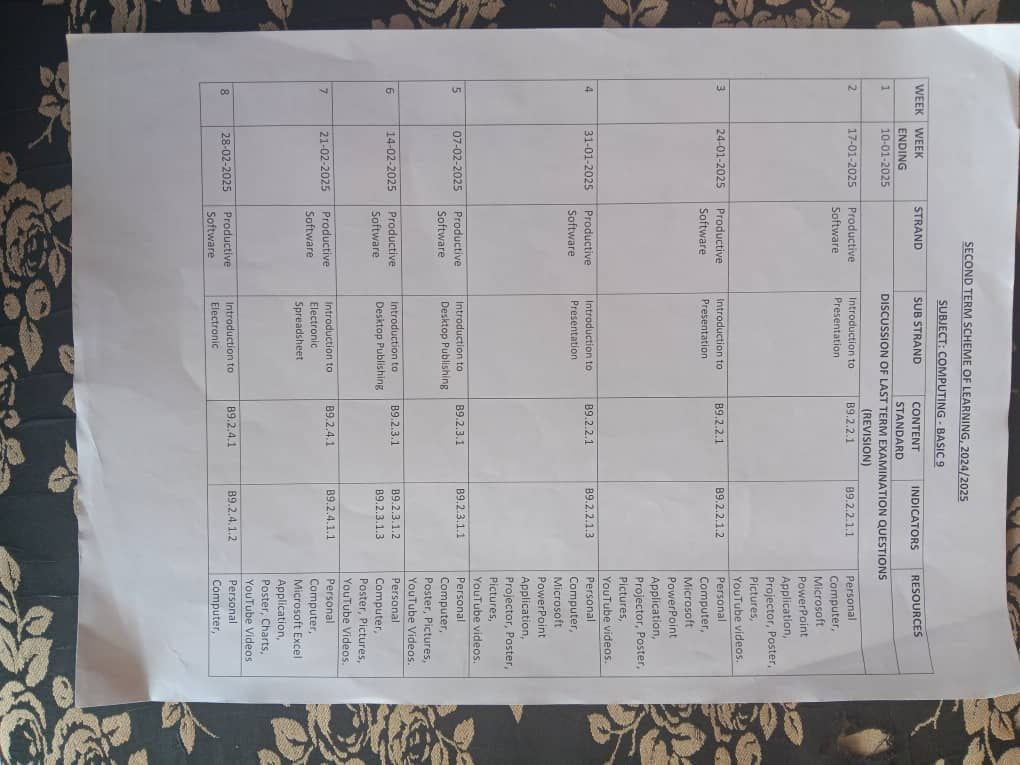 SECOND TERM SCHEME OF LEARNING, 2024/2025
SUBJECT: COMPUTING - BASIC 9
WEEK WEEK ENDING STRAND SUB STRAND CONTENT STANDARD INDICATORS RESOURCES
1 10-01-2025 DISCUSSION OF LAST TERM EXAMINATION QUESTIONS
(REVISION)
2 17-01-2025 Productive Introduction to B9.2.2.1 B9.2.2.1.1 Personal
Software Presentation Computer,
Microsoft
PowerPoint
Application,
Projector, Poster,
Pictures,
YouTube videos.
3 24-01-2025 Productive Introduction to B9.2.2.1 B9.2.2.1.2 Personal
Software Presentation Computer,
Microsoft
PowerPoint
Application,
Projector, Poster,
Pictures,
YouTube videos.
4 31-01-2025 Productive Introduction to B9.2.2.1 B9.2.2.1.3 Personal
Software Presentation Computer,
Microsoft
PowerPoint
Application,
Projector, Poster,
Pictures,
YouTube videos.
5 07-02-2025 Productive Introduction to B9.2.3.1 B9.2.3.1.1 Personal
Software Desktop Publishing Computer,
Poster, Pictures,
YouTube Videos.
6 14-02-2025 Productive Introduction to B9.2.3.1 B9.2.3.1.2 Personal
Software Desktop Publishing B9.2.3.1.3 Computer,
Poster, Pictures,
YouTube Videos.
7 21-02-2025 Productive Introduction to B9.2.4.1 B9.2.4.1.1 Personal
Software Electronic Computer,
Spreadsheet Microsoft Excel
Application,
Poster, Charts,
YouTube Videos
8 28-02-2025 Productive Introduction to B9.2.4.1 B9.2.4.1.2 Personal
Software Electronic Computer,